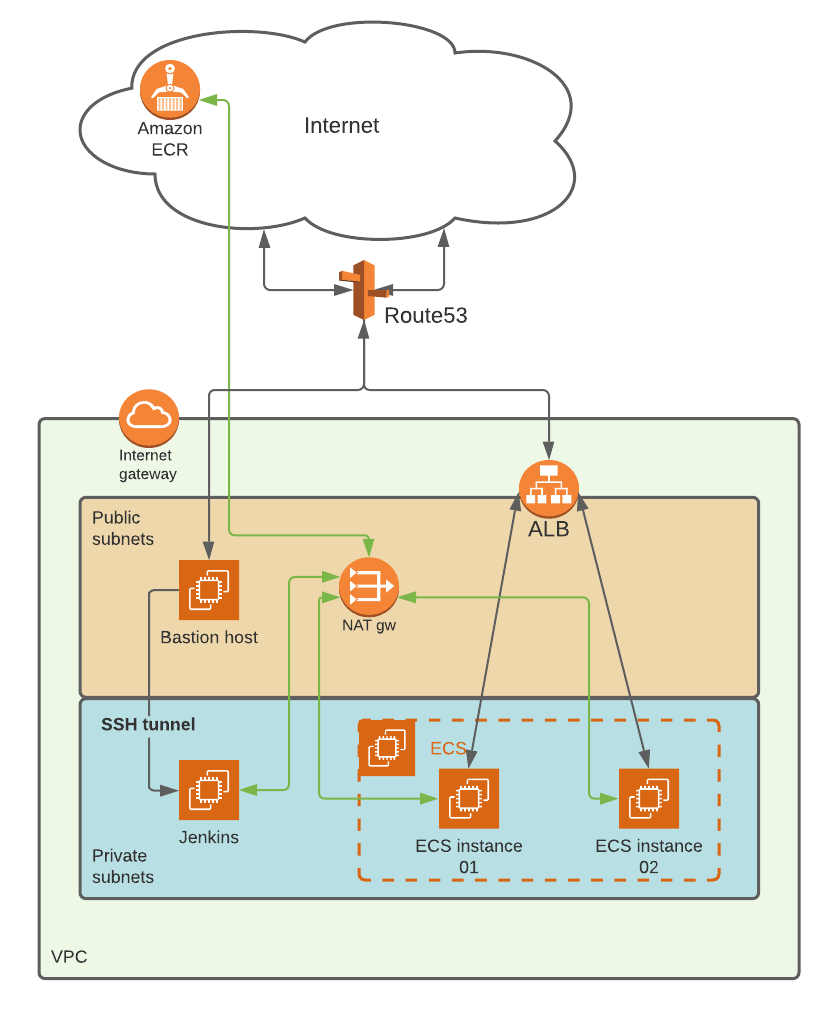 Amazon
ECR
Internet
Route53
Internet
gateway
Public
subnets
ALB
Bastion host
NAT gw
SSH tunnel
ECS
Jenkins
ECS instance
01
ECS instance
02
Private
subnets
VPC